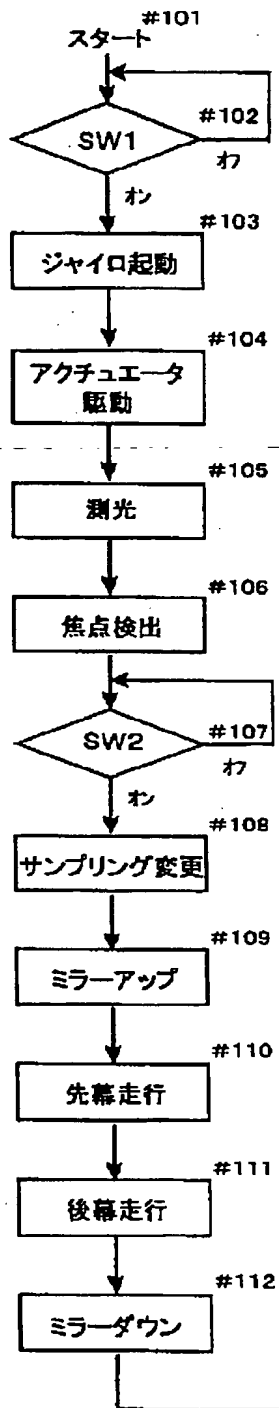 #101
スタート
#102
SW1
オフ
オン
#103
ジャイロ起動
#104
アクチュエータ
駆動
#105
測光
#106
焦点検出
#107
SW2
オフ
オン
#108
サンプリング変更
#109
ミラーアップ
#110
先幕走行
#111
後幕走行
#112
ミラーダウン